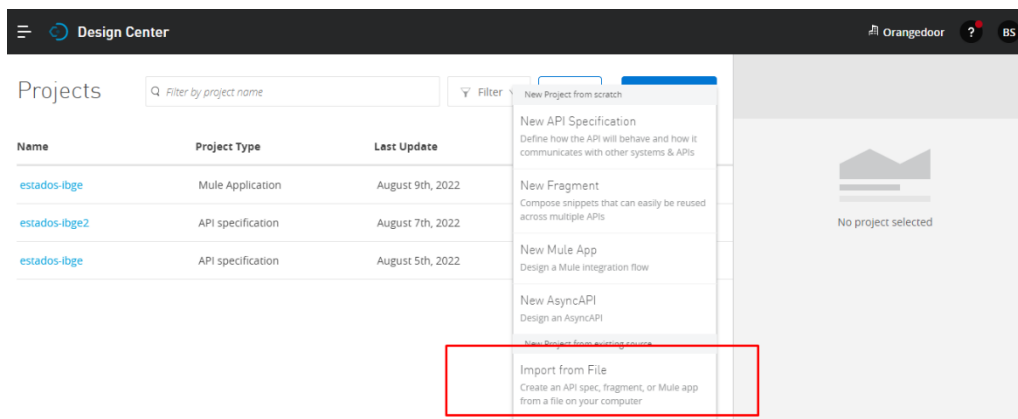 Design Center
Orangedoor
?
BS
Projects
Filter by project name
Filter
New Project from scratch
New API Specification
Define how the API will behave and how it
communicates with other systems & APIs
Name
Project Type
Last Update
estados-ibge
Mule Application
August 9th, 2022
New Fragment
Compose snippets that can easily be reused
across multiple APIs
estados-ibge2
API specification
August 7th, 2022
No project selected
New Mule App
Design a Mule integration flow
estados-ibge
API specification
August 5th, 2022
New AsyncAPI
Design an AsyncAPI
New Project from existing source
Import from File
Create an API spec, fragment, or Mule app
from a file on your computer